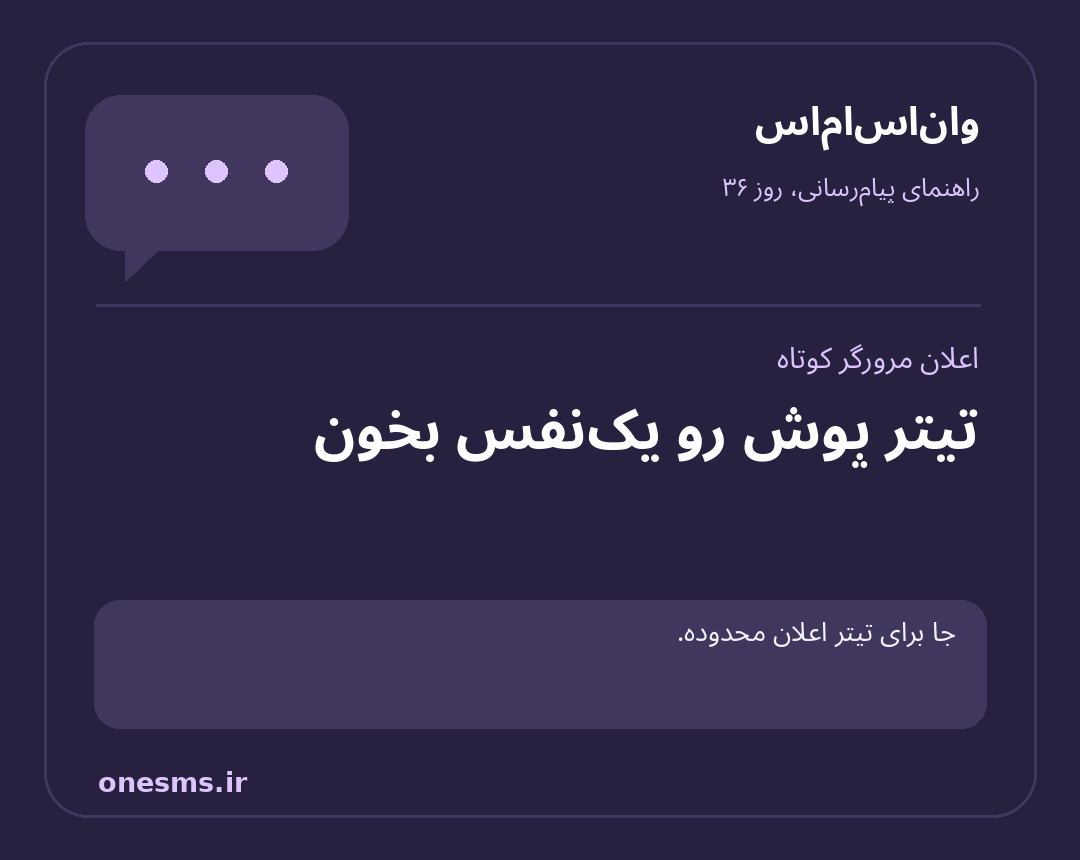 وان‌اس‌ام‌اس
راهنمای پیام‌رسانی، روز ۳۶
اعلان مرورگر کوتاه
تیتر پوش رو یک‌نفس بخون
جا برای تیتر اعلان محدوده.
onesms.ir